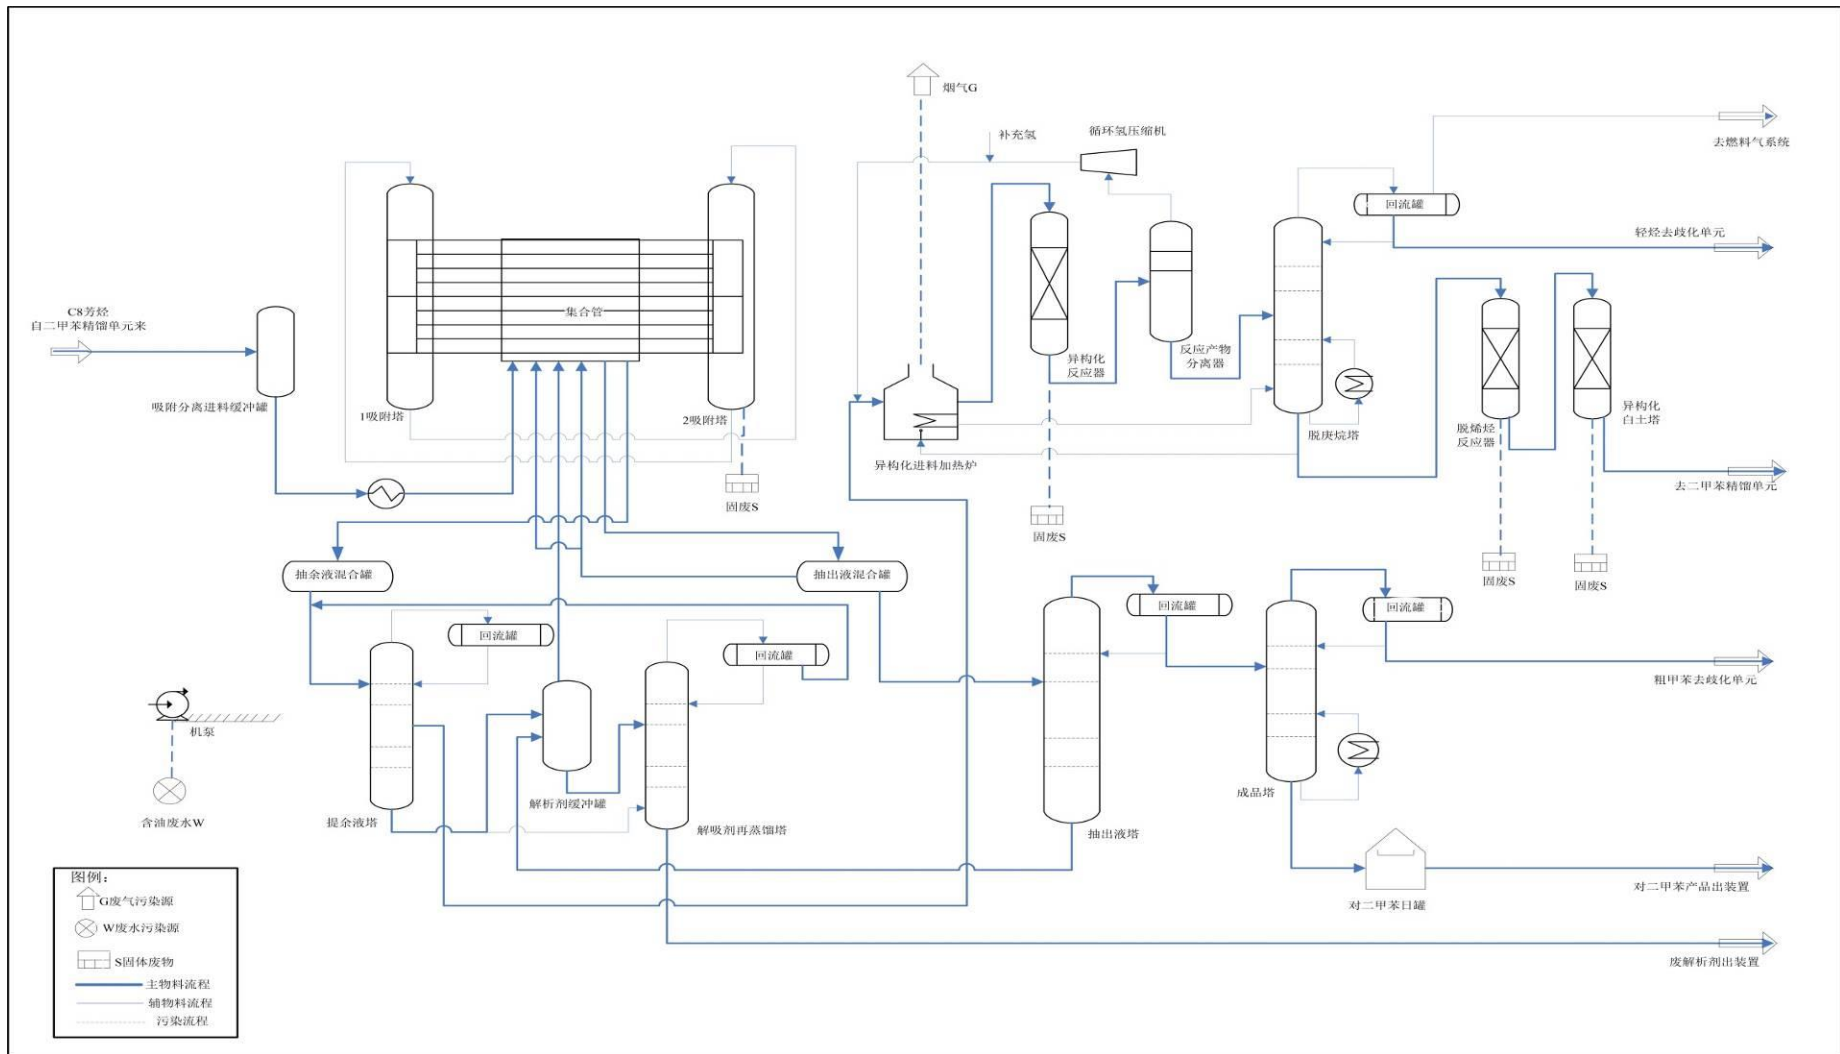 烟气G
补充氢
循环氢压缩机
去燃料气系统
回流罐
轻烃去歧化单元
C8芳烃
自二甲苯精馏单元来
集合管
吸附分离进料缓冲罐
1吸附塔
2吸附塔
异构化
反应器
反应产物
分离器
脱庚烷塔
脱烯烃
反应器
异构化
白土塔
异构化进料加热炉
去二甲苯精馏单元
固废S
固废S
固废S
固废S
抽余液混合罐
抽出液混合罐
回流罐
回流罐
回流罐
回流罐
粗甲苯去歧化单元
机泵
含油废水W
提余液塔
解析剂缓冲罐
解吸剂再蒸馏塔
抽出液塔
成品塔
对二甲苯日罐
对二甲苯产品出装置
废解析剂出装置
图例：
G废气污染源
W废水污染源
S固体废物
主物料流程
辅物料流程
污染流程